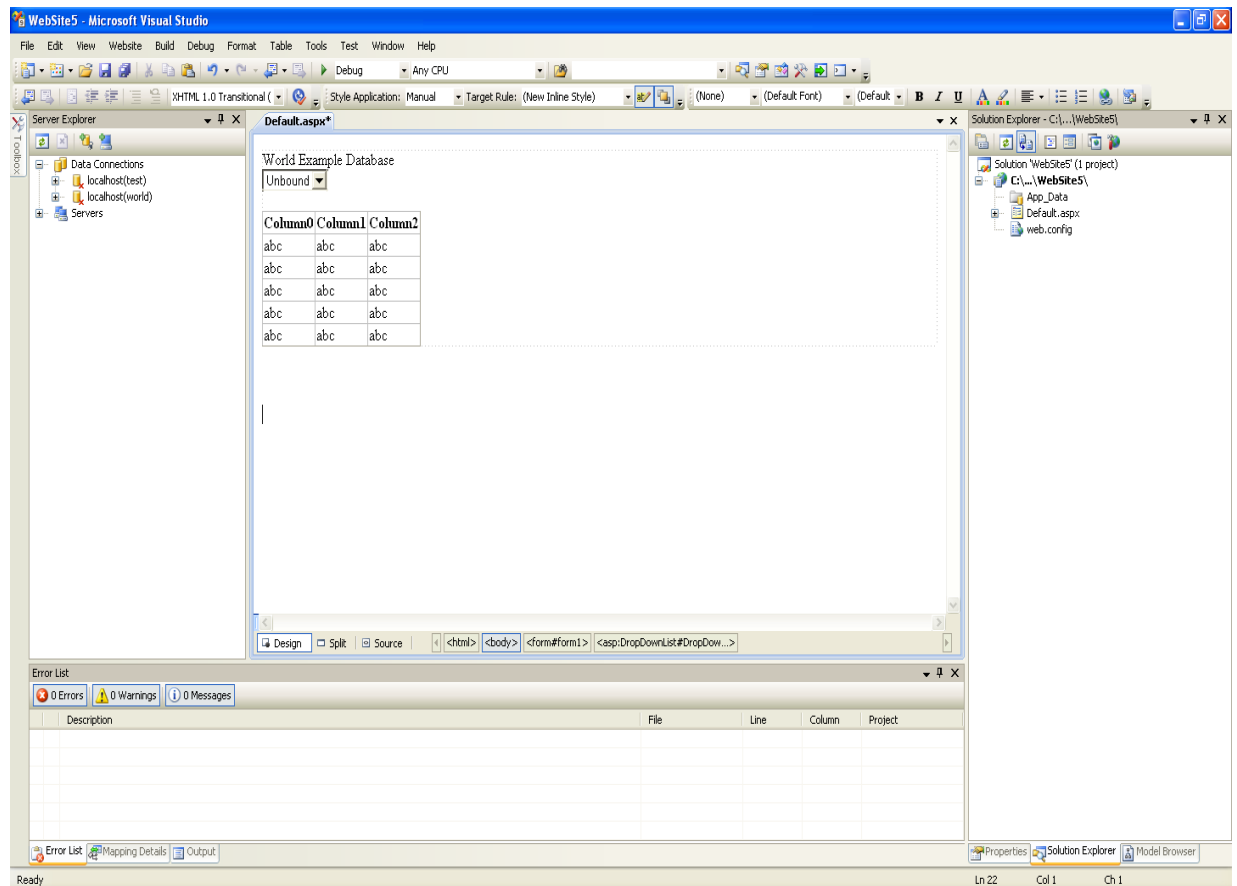 WebSite5 - Microsoft Visual Studio
File Edit View Website Build Debug Format Table Tools Test Window Help
Debug Any CPU
XHTML 1.0 Transitional ( Style Application: Manual Target Rule: (New Inline Style) (None) (Default Font) (Default B I U
Toolbox
Server Explorer
Data Connections
localhost(test)
localhost(world)
Servers
Default.aspx*
World Example Database
Unbound
Column0 Column1 Column2
abc abc abc
abc abc abc
abc abc abc
abc abc abc
abc abc abc
Design Split Source <html> <body> <form#form1> <asp:DropDownList#DropDow...>
Solution Explorer - C:\...\WebSite5\
Solution 'WebSite5' (1 project)
C:\...\WebSite5\
App_Data
Default.aspx
web.config
Error List
0 Errors 0 Warnings 0 Messages
Description File Line Column Project
Error List Mapping Details Output
Properties Solution Explorer Model Browser
Ready Ln 22 Col 1 Ch 1